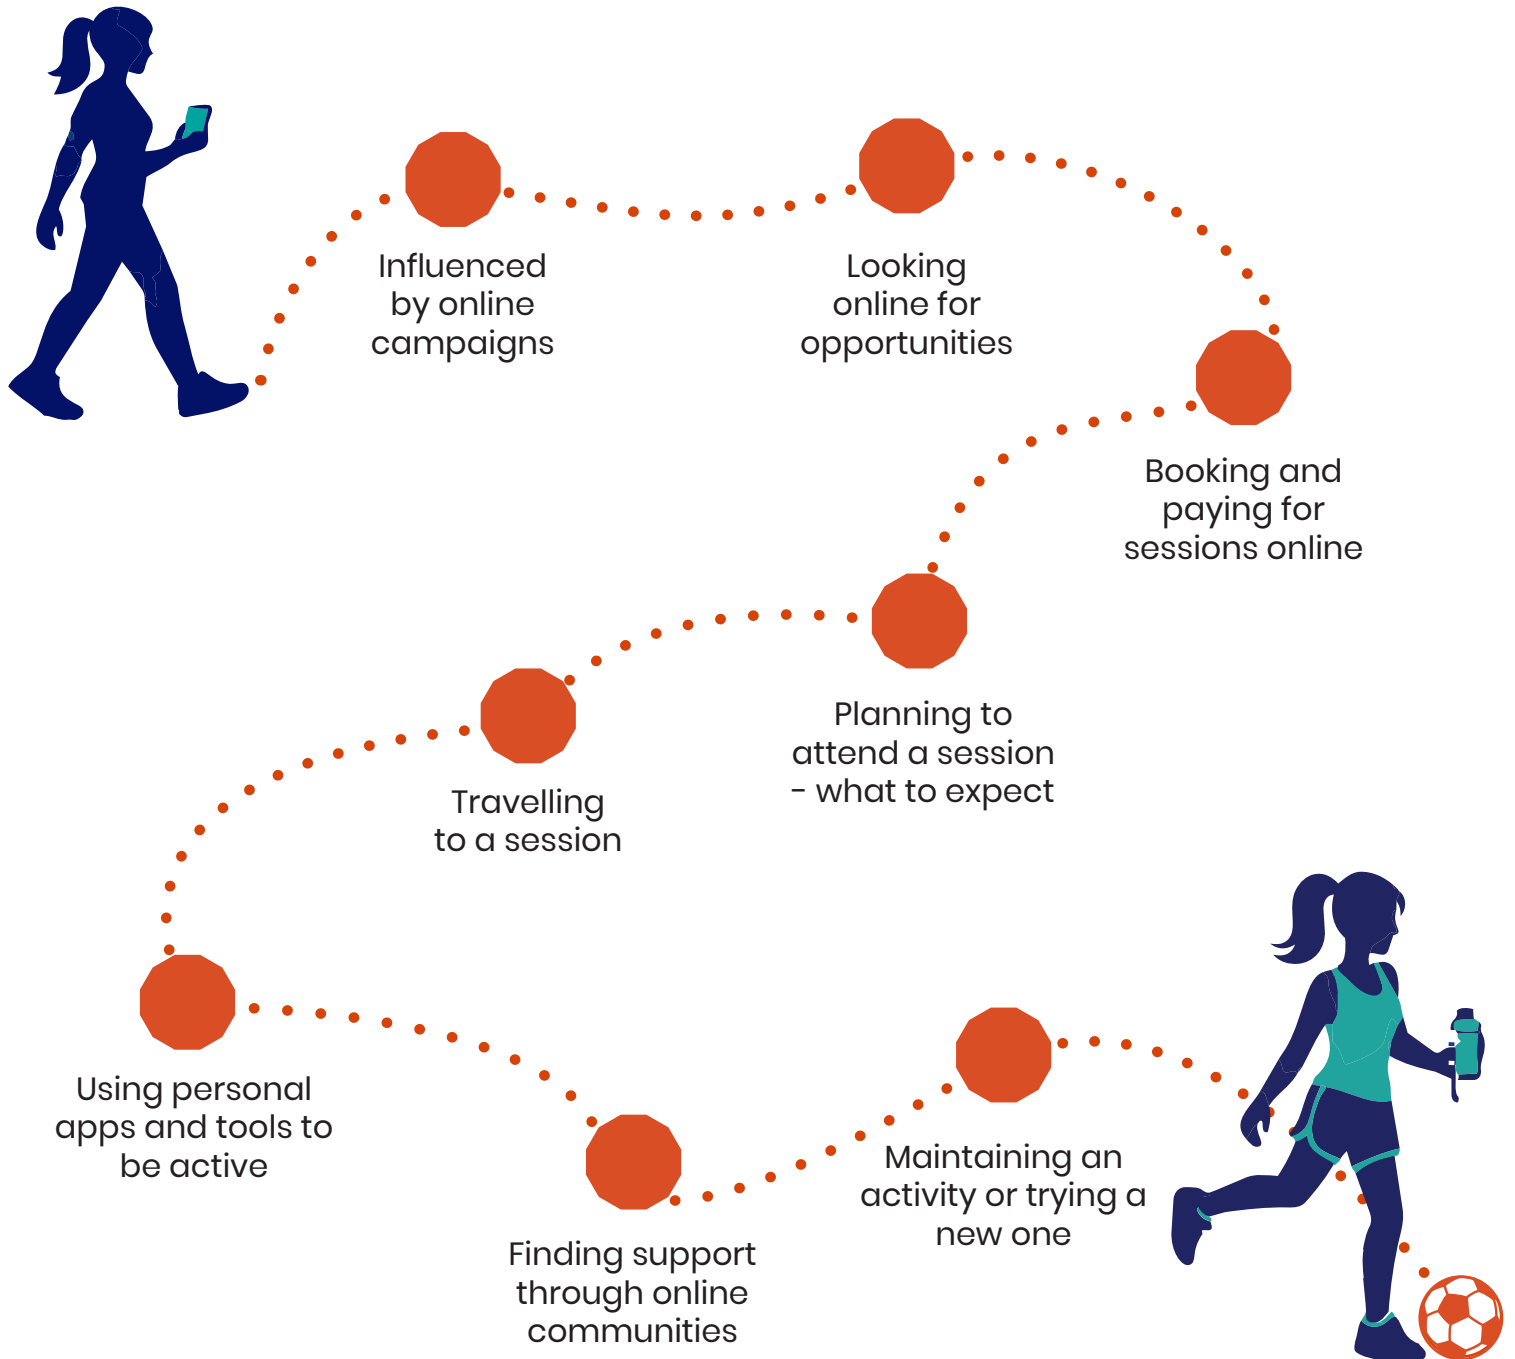 Influenced
by online
campaigns
Looking
online for
opportunities
Booking and
paying for
sessions online
Planning to
attend a session
- what to expect
Travelling
to a session
Using personal
apps and tools to
be active
Finding support
through online
communities
Maintaining an
activity or trying a
new one